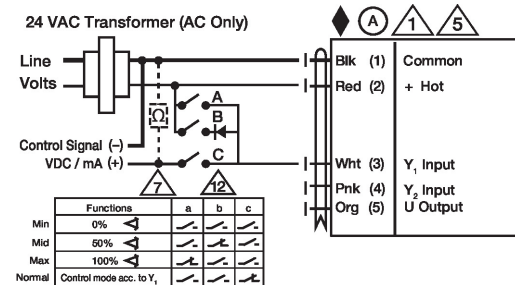 24 VAC Transformer (AC Only)
A 1 5
Line
Volts
Blk (1) Common
Red (2) + Hot
A
Ω
B
Control Signal (–)
VDC / mA (+)
C
Wht (3) Y1 Input
7 12
Pnk (4) Y2 Input
Org (5) U Output
Functions a b c
Min 0%
Mid 50%
Max 100%
Normal Control mode acc. to Y1